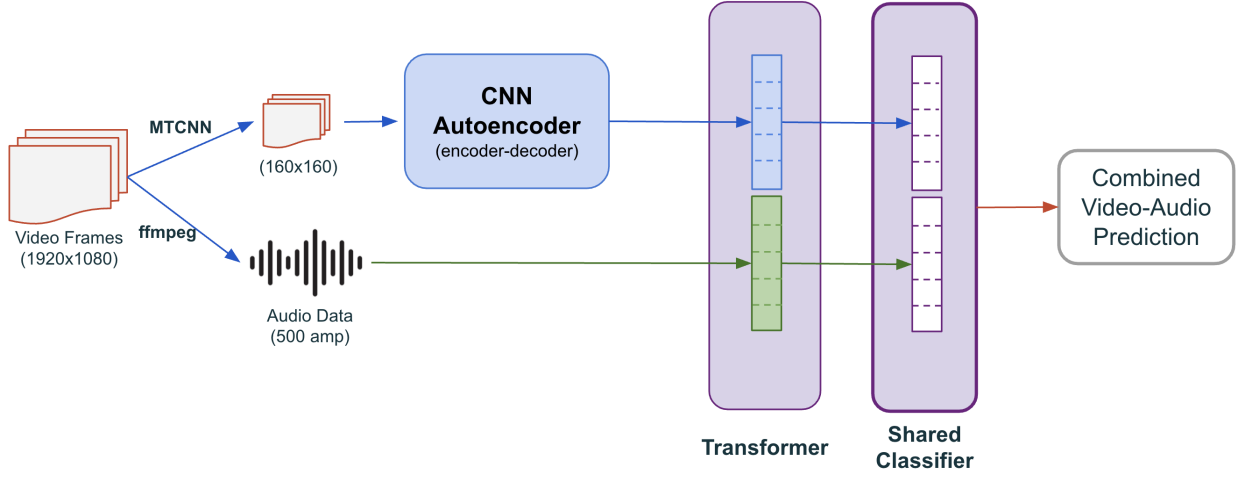 MTCNN
(160x160)
CNN
Autoencoder
(encoder-decoder)
Video Frames
(1920x1080)
ffmpeg
Audio Data
(500 amp)
Transformer
Shared
Classifier
Combined
Video-Audio
Prediction